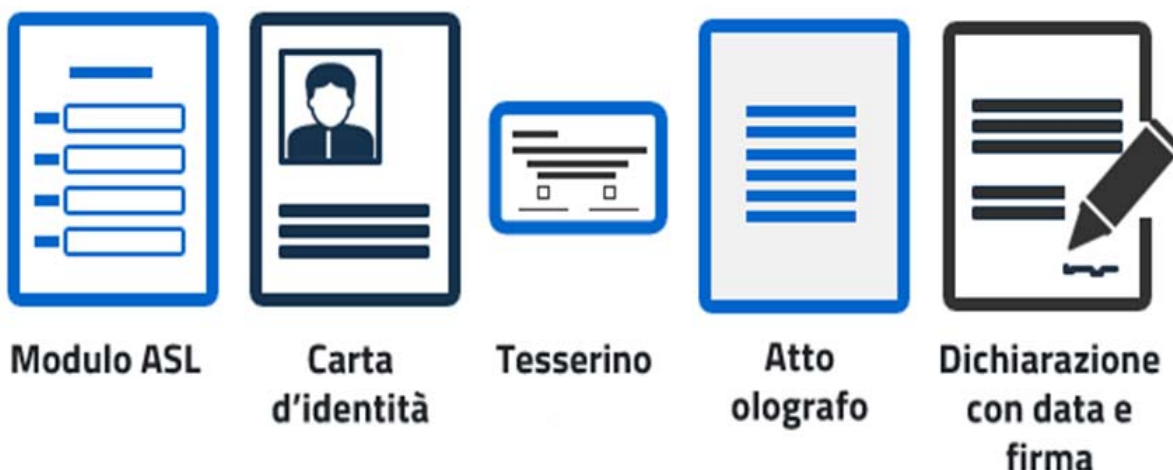 Modulo ASL
Carta
d'identità
Tesserino
Atto
olografo
Dichiarazione
con data e
firma